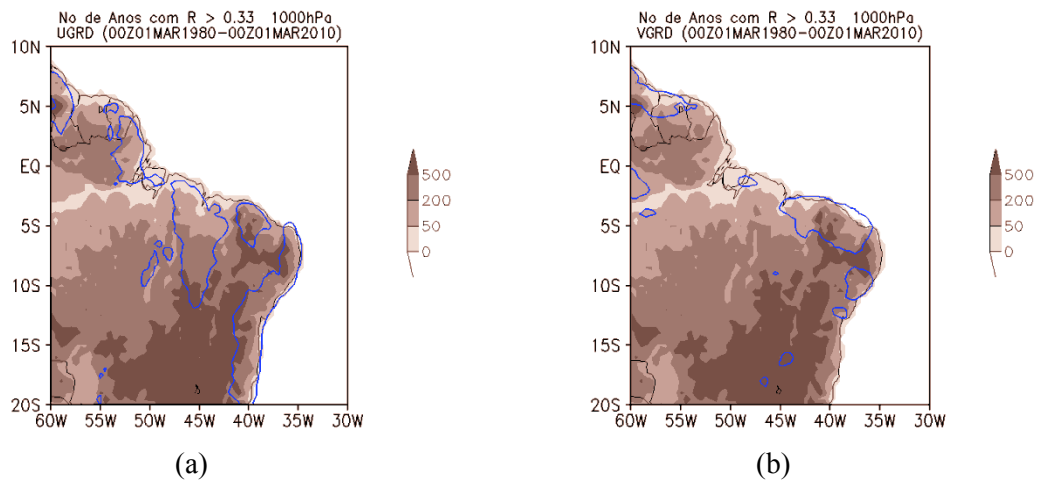 No de Anos com R > 0.33 1000hPa
UGRD (00Z01MAR1980-00Z01MAR2010)
10N
5N
EQ
5S
10S
15S
20S
60W 55W 50W 45W 40W 35W 30W
500
200
50
0
(a)
No de Anos com R > 0.33 1000hPa
VGRD (00Z01MAR1980-00Z01MAR2010)
10N
5N
EQ
5S
10S
15S
20S
60W 55W 50W 45W 40W 35W 30W
500
200
50
0
(b)